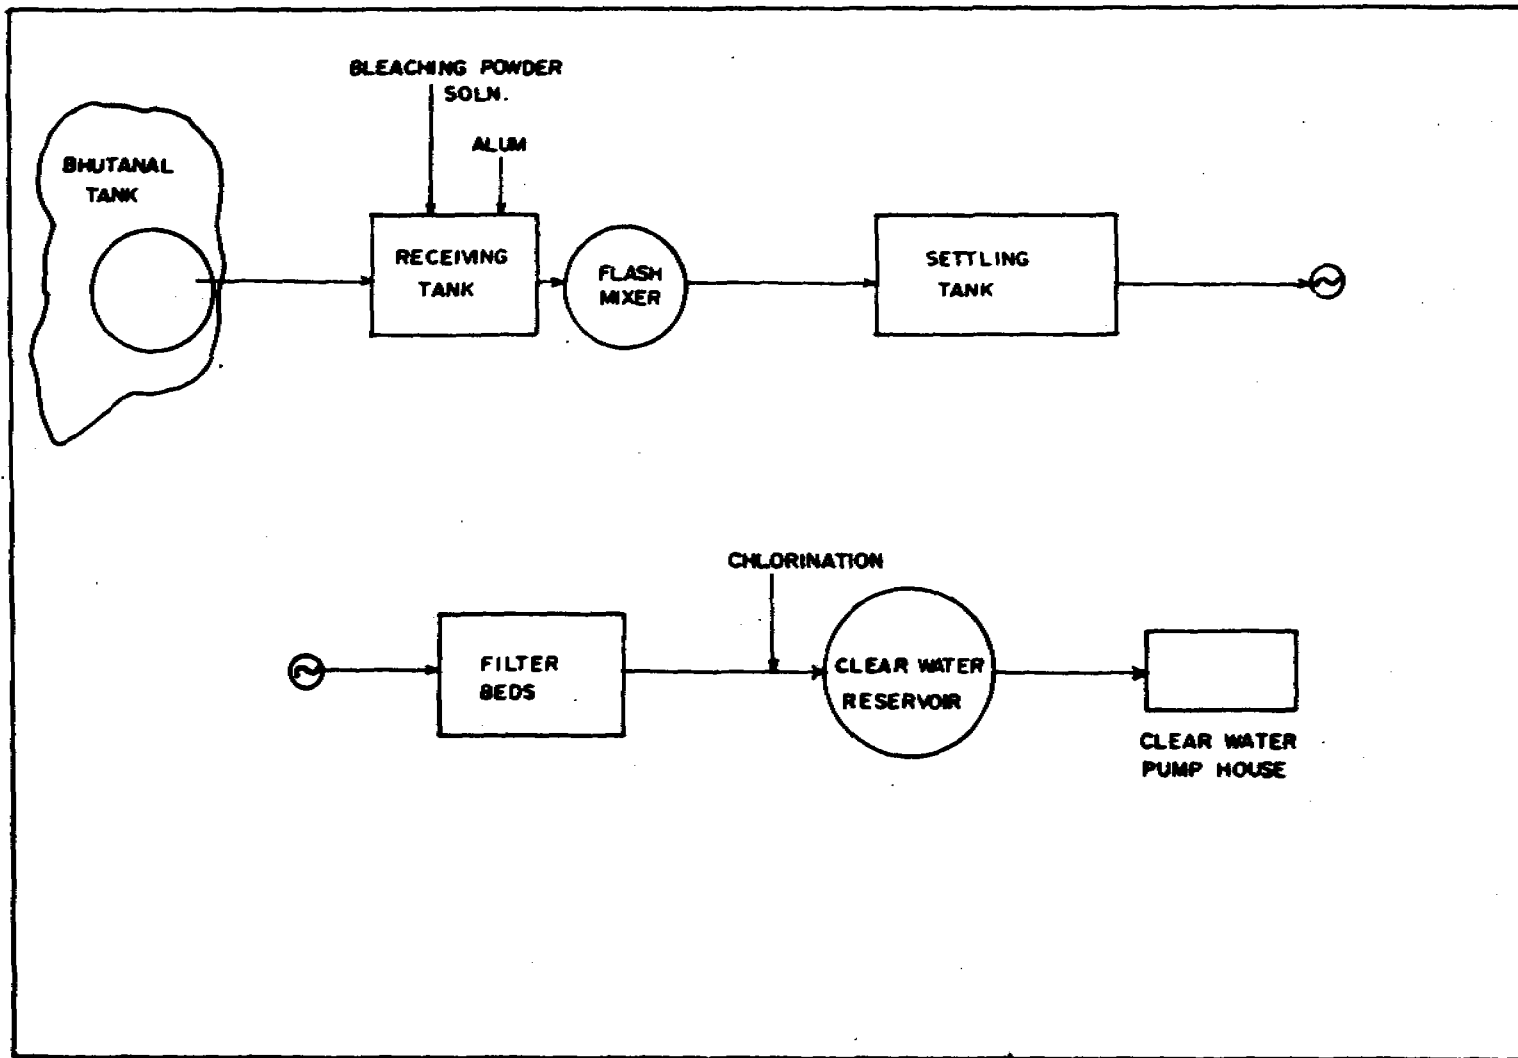 BLEACHING POWDER
SOLN.
ALUM
BHUTANAL
TANK
RECEIVING
TANK
FLASH
MIXER
SETTLING
TANK
CHLORINATION
FILTER
BEDS
CLEAR WATER
RESERVOIR
CLEAR WATER
PUMP HOUSE